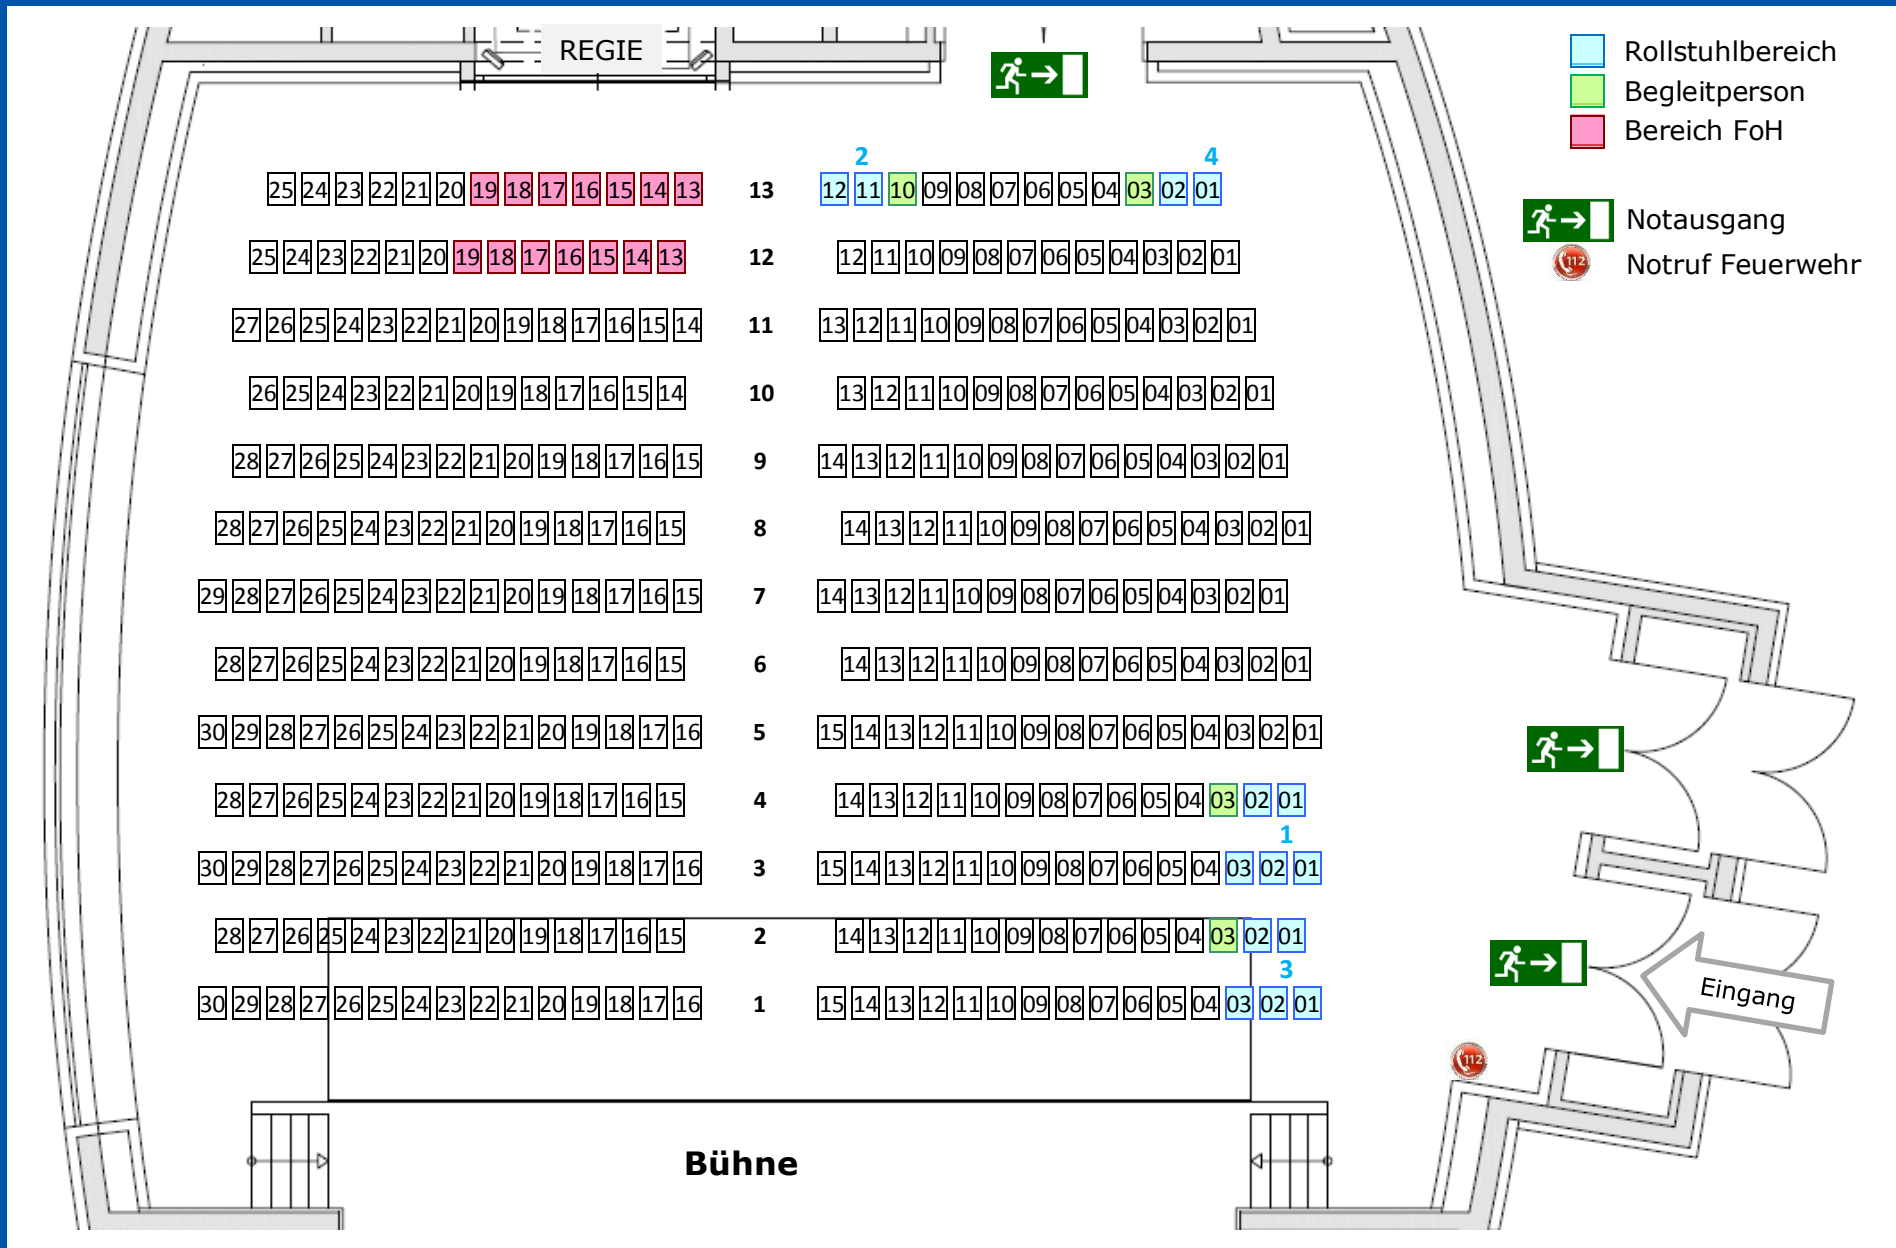 REGIE
Rollstuhlbereich
Begleitperson
Bereich FoH
Notausgang
112 Notruf Feuerwehr
2 4
25 24 23 22 21 20 19 18 17 16 15 14 13 13 12 11 10 09 08 07 06 05 04 03 02 01
25 24 23 22 21 20 19 18 17 16 15 14 13 12 12 11 10 09 08 07 06 05 04 03 02 01
27 26 25 24 23 22 21 20 19 18 17 16 15 14 11 13 12 11 10 09 08 07 06 05 04 03 02 01
26 25 24 23 22 21 20 19 18 17 16 15 14 10 13 12 11 10 09 08 07 06 05 04 03 02 01
28 27 26 25 24 23 22 21 20 19 18 17 16 15 9 14 13 12 11 10 09 08 07 06 05 04 03 02 01
28 27 26 25 24 23 22 21 20 19 18 17 16 15 8 14 13 12 11 10 09 08 07 06 05 04 03 02 01
29 28 27 26 25 24 23 22 21 20 19 18 17 16 15 7 14 13 12 11 10 09 08 07 06 05 04 03 02 01
28 27 26 25 24 23 22 21 20 19 18 17 16 15 6 14 13 12 11 10 09 08 07 06 05 04 03 02 01
30 29 28 27 26 25 24 23 22 21 20 19 18 17 16 5 15 14 13 12 11 10 09 08 07 06 05 04 03 02 01
28 27 26 25 24 23 22 21 20 19 18 17 16 15 4 14 13 12 11 10 09 08 07 06 05 04 03 02 01
1
30 29 28 27 26 25 24 23 22 21 20 19 18 17 16 3 15 14 13 12 11 10 09 08 07 06 05 04 03 02 01
28 27 26 25 24 23 22 21 20 19 18 17 16 15 2 14 13 12 11 10 09 08 07 06 05 04 03 02 01
3
30 29 28 27 26 25 24 23 22 21 20 19 18 17 16 1 15 14 13 12 11 10 09 08 07 06 05 04 03 02 01
Eingang
112
Bühne